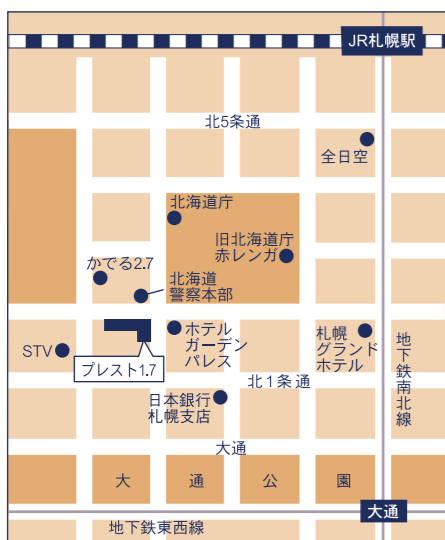 JR札幌駅
北5条通
全日空
北海道庁
旧北海道庁
赤レンガ
かでる2.7
北海道
警察本部
ホテル
ガーデン
パレス
札幌
グランド
ホテル
地下鉄南北線
STV
プレスト1.7
北1条通
日本銀行
札幌支店
大通
大通公園
大通
地下鉄東西線